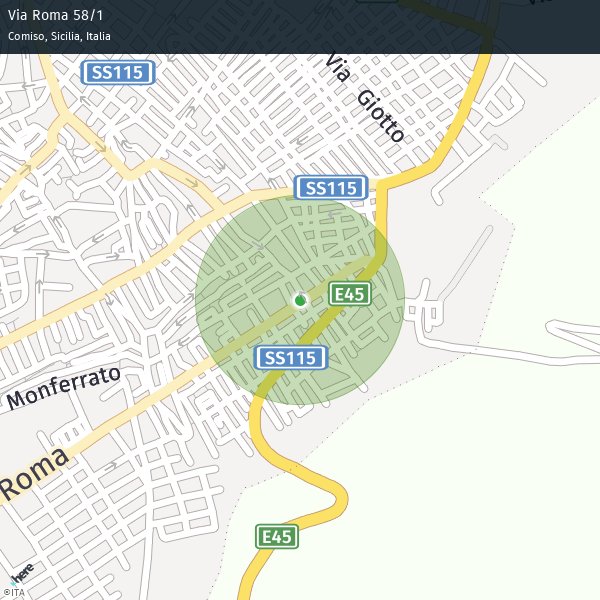 Via Roma 58/1
Comiso, Sicilia, Italia
SS115
Via Giotto
SS115
E45
SS115
Monferrato
Roma
E45
here
©ITA